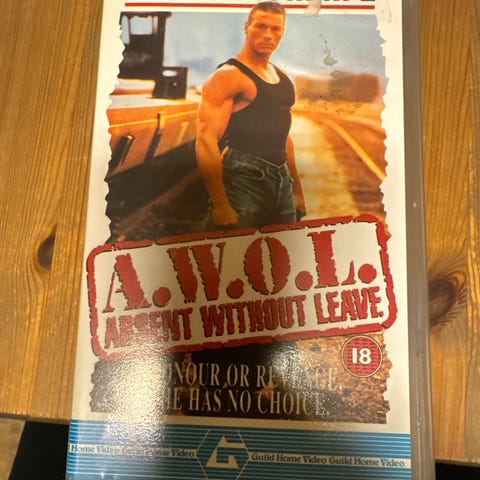 A.W.O.L.
ABSENT WITHOUT LEAVE
18
HONOUR OR REVENGE,
HE HAS NO CHOICE
Home Video Guild Home Video
G
Guild Home Video Guild Home Video